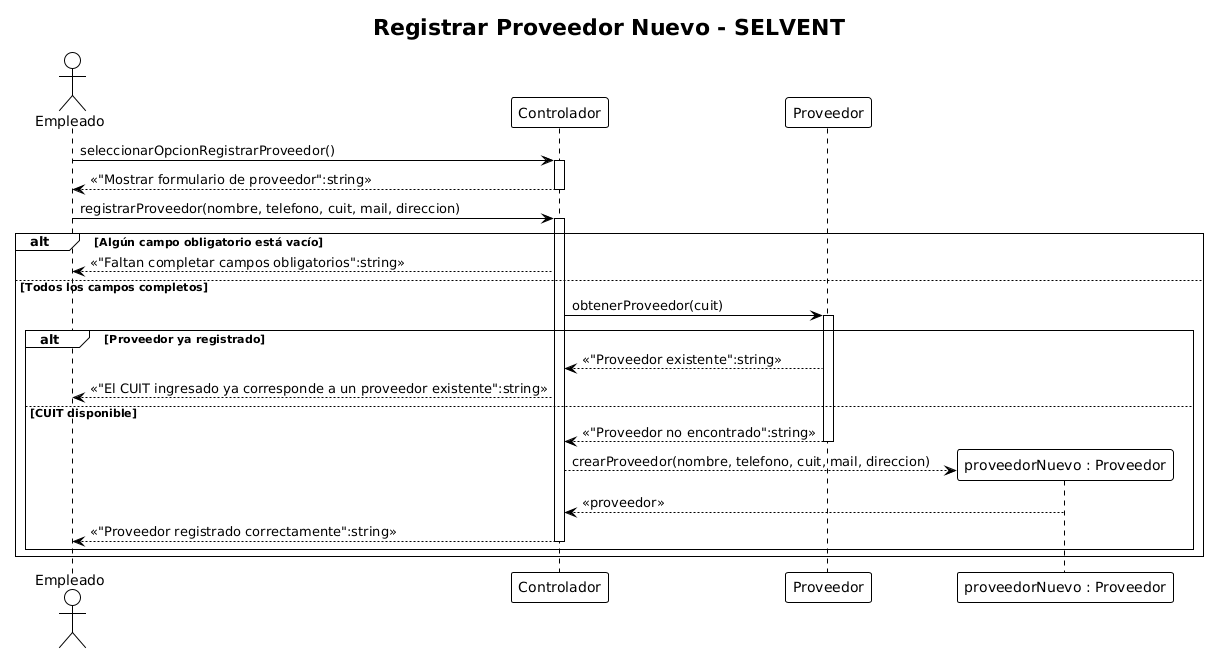 Registrar Proveedor Nuevo - SELVENT
Empleado
Controlador
Proveedor
seleccionarOpcionRegistrarProveedor()
«"Mostrar formulario de proveedor":string»
registrarProveedor(nombre, telefono, cuit, mail, direccion)
alt [Algún campo obligatorio está vacío]
«"Faltan completar campos obligatorios":string»
[Todos los campos completos]
obtenerProveedor(cuit)
alt [Proveedor ya registrado]
«"Proveedor existente":string»
«"El CUIT ingresado ya corresponde a un proveedor existente":string»
[CUIT disponible]
«"Proveedor no encontrado":string»
crearProveedor(nombre, telefono, cuit, mail, direccion)
proveedorNuevo : Proveedor
«proveedor»
«"Proveedor registrado correctamente":string»
Empleado
Controlador
Proveedor
proveedorNuevo : Proveedor